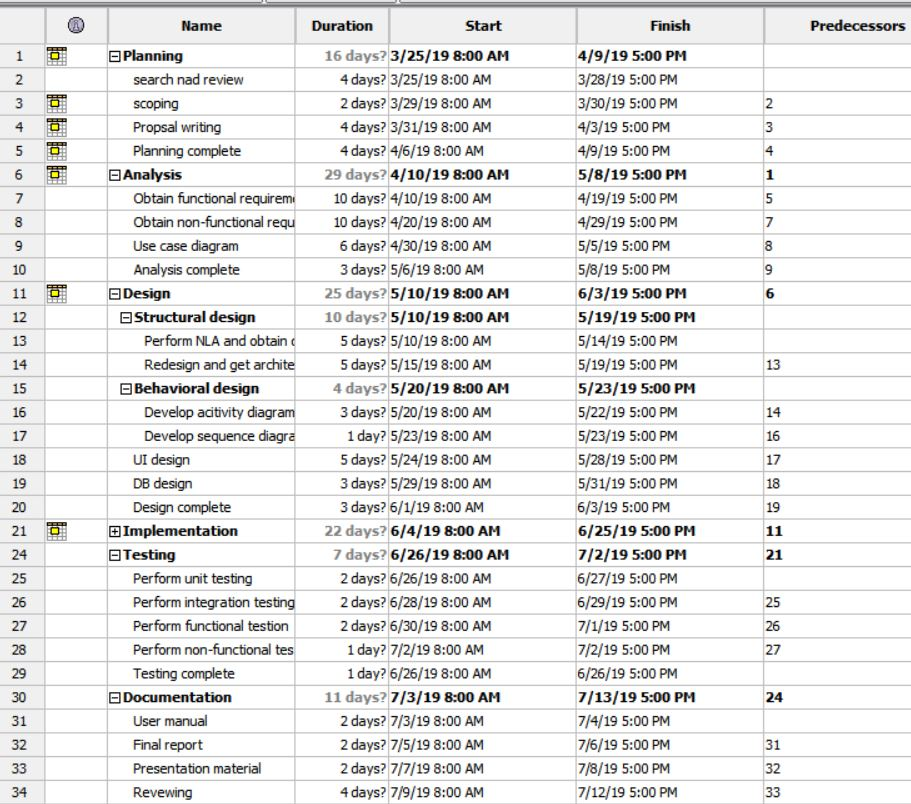 Name Duration Start Finish Predecessors
1 Planning 16 days? 3/25/19 8:00 AM 4/9/19 5:00 PM
2 search nad review 4 days? 3/25/19 8:00 AM 3/28/19 5:00 PM
3 scoping 2 days? 3/29/19 8:00 AM 3/30/19 5:00 PM 2
4 Propsal writing 4 days? 3/31/19 8:00 AM 4/3/19 5:00 PM 3
5 Planning complete 4 days? 4/6/19 8:00 AM 4/9/19 5:00 PM 4
6 Analysis 29 days? 4/10/19 8:00 AM 5/8/19 5:00 PM 1
7 Obtain functional requireme 10 days? 4/10/19 8:00 AM 4/19/19 5:00 PM 5
8 Obtain non-functional requ 10 days? 4/20/19 8:00 AM 4/29/19 5:00 PM 7
9 Use case diagram 6 days? 4/30/19 8:00 AM 5/5/19 5:00 PM 8
10 Analysis complete 3 days? 5/6/19 8:00 AM 5/8/19 5:00 PM 9
11 Design 25 days? 5/10/19 8:00 AM 6/3/19 5:00 PM 6
12 Structural design 10 days? 5/10/19 8:00 AM 5/19/19 5:00 PM
13 Perform NLA and obtain c 5 days? 5/10/19 8:00 AM 5/14/19 5:00 PM
14 Redesign and get archite 5 days? 5/15/19 8:00 AM 5/19/19 5:00 PM 13
15 Behavioral design 4 days? 5/20/19 8:00 AM 5/23/19 5:00 PM
16 Develop acitivity diagram 3 days? 5/20/19 8:00 AM 5/22/19 5:00 PM 14
17 Develop sequence diagra 1 day? 5/23/19 8:00 AM 5/23/19 5:00 PM 16
18 UI design 5 days? 5/24/19 8:00 AM 5/28/19 5:00 PM 17
19 DB design 3 days? 5/29/19 8:00 AM 5/31/19 5:00 PM 18
20 Design complete 3 days? 6/1/19 8:00 AM 6/3/19 5:00 PM 19
21 Implementation 22 days? 6/4/19 8:00 AM 6/25/19 5:00 PM 11
24 Testing 7 days? 6/26/19 8:00 AM 7/2/19 5:00 PM 21
25 Perform unit testing 2 days? 6/26/19 8:00 AM 6/27/19 5:00 PM
26 Perform integration testing 2 days? 6/28/19 8:00 AM 6/29/19 5:00 PM 25
27 Perform functional testion 2 days? 6/30/19 8:00 AM 7/1/19 5:00 PM 26
28 Perform non-functional tes 1 day? 7/2/19 8:00 AM 7/2/19 5:00 PM 27
29 Testing complete 1 day? 6/26/19 8:00 AM 6/26/19 5:00 PM
30 Documentation 11 days? 7/3/19 8:00 AM 7/13/19 5:00 PM 24
31 User manual 2 days? 7/3/19 8:00 AM 7/4/19 5:00 PM
32 Final report 2 days? 7/5/19 8:00 AM 7/6/19 5:00 PM 31
33 Presentation material 2 days? 7/7/19 8:00 AM 7/8/19 5:00 PM 32
34 Revewing 4 days? 7/9/19 8:00 AM 7/12/19 5:00 PM 33